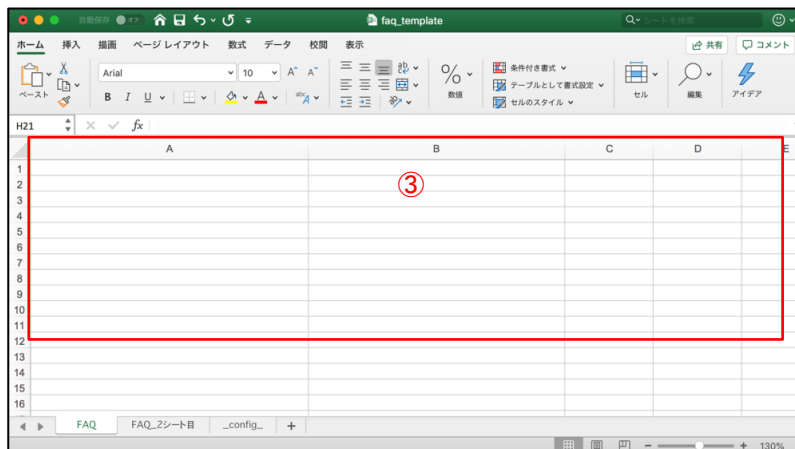 自動保存 オフ faq_template シートを検索
ホーム 挿入 描画 ページ レイアウト 数式 データ 校閲 表示 共有 コメント
Arial 10 A^ A˅ ab % 条件付き書式
テーブルとして書式設定
セルのスタイル
ペースト B I U A abc A 数値 セル 編集 アイデア
H21 fx
A B C D E
③
1
2
3
4
5
6
7
8
9
10
11
12
13
14
15
16
FAQ FAQ_2シート目 _config_ +
130%